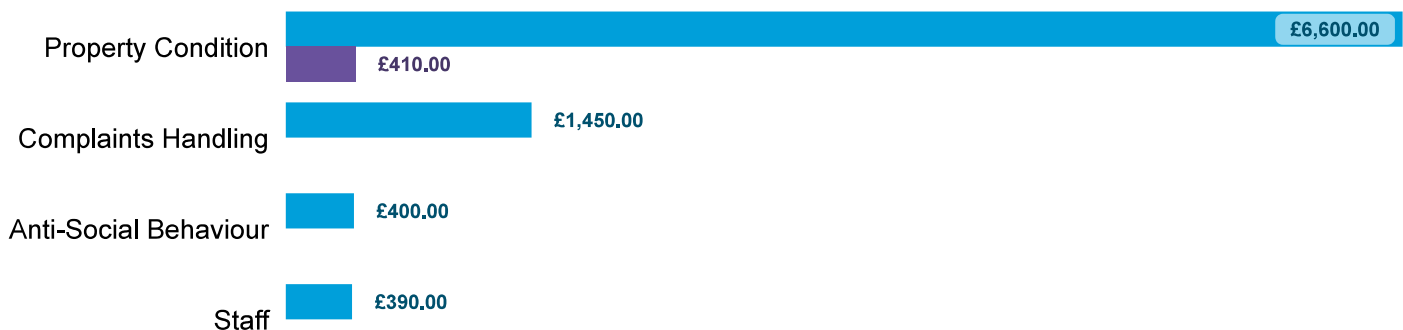 £6,600.00
Property Condition
£410.00
£1,450.00
Complaints Handling
£400.00
Anti-Social Behaviour
£390.00
Staff